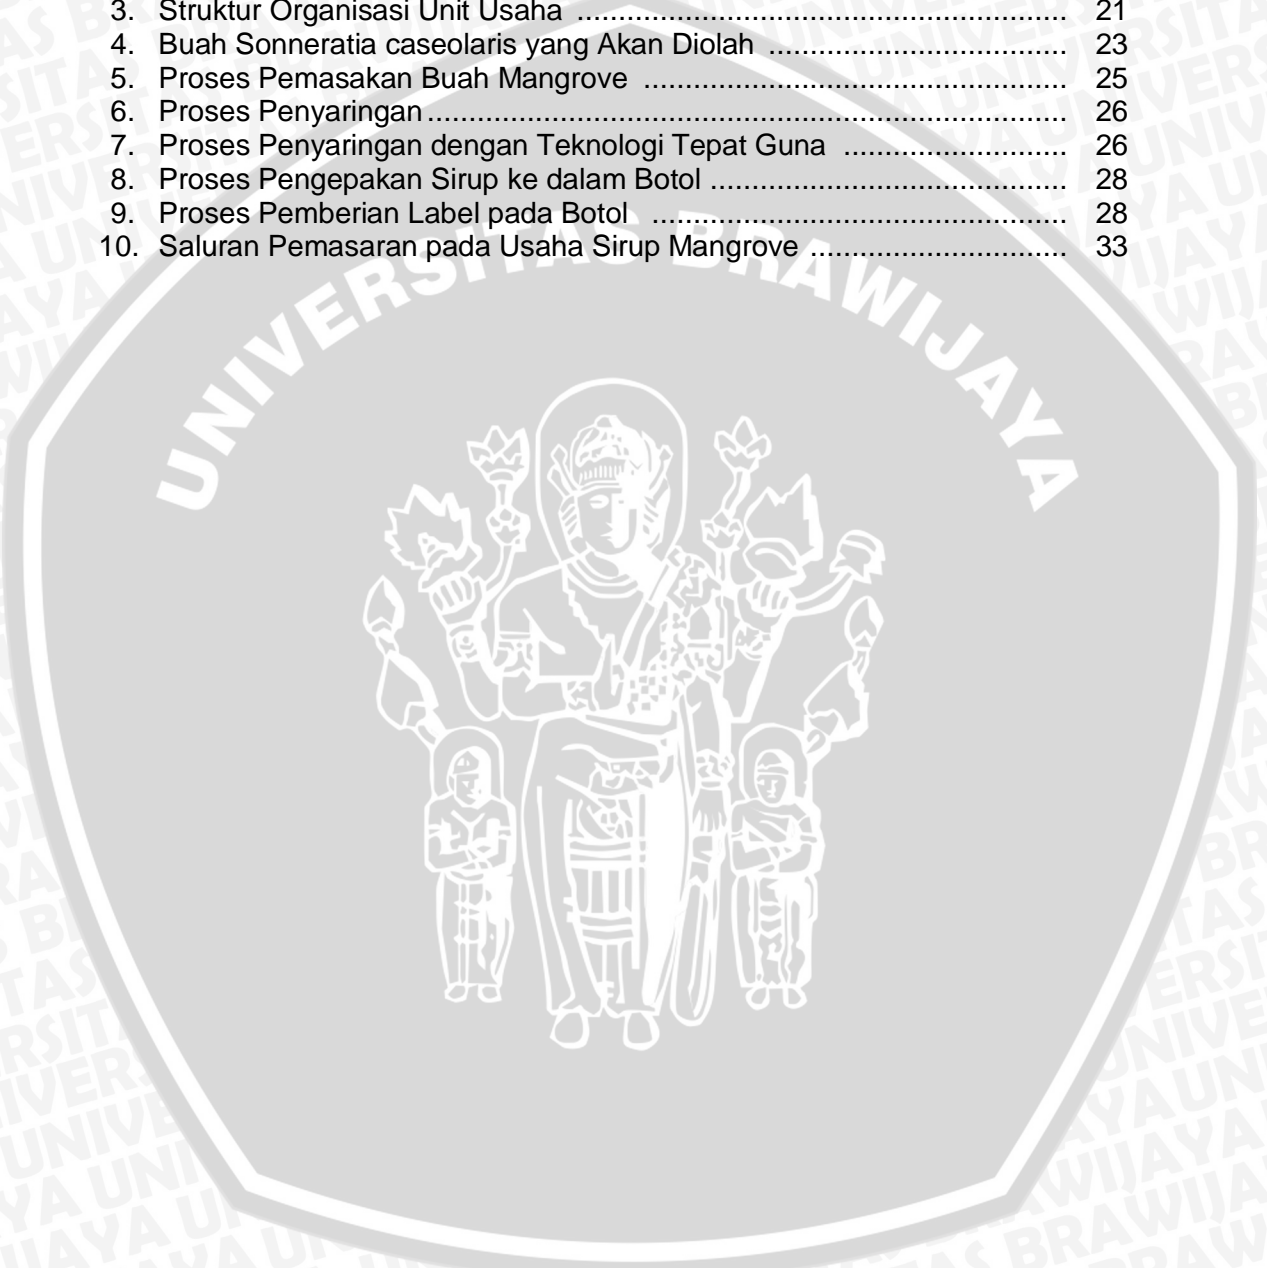 3. Struktur Organisasi Unit Usaha ........................................................... 21
4. Buah Sonneratia caseolaris yang Akan Diolah .................................... 23
5. Proses Pemasakan Buah Mangrove ................................................... 25
6. Proses Penyaringan ............................................................................. 26
7. Proses Penyaringan dengan Teknologi Tepat Guna ........................... 26
8. Proses Pengepakan Sirup ke dalam Botol ........................................... 28
9. Proses Pemberian Label pada Botol .................................................. 28
10. Saluran Pemasaran pada Usaha Sirup Mangrove ............................... 33
UNIVERSITAS BRAWIJAYA